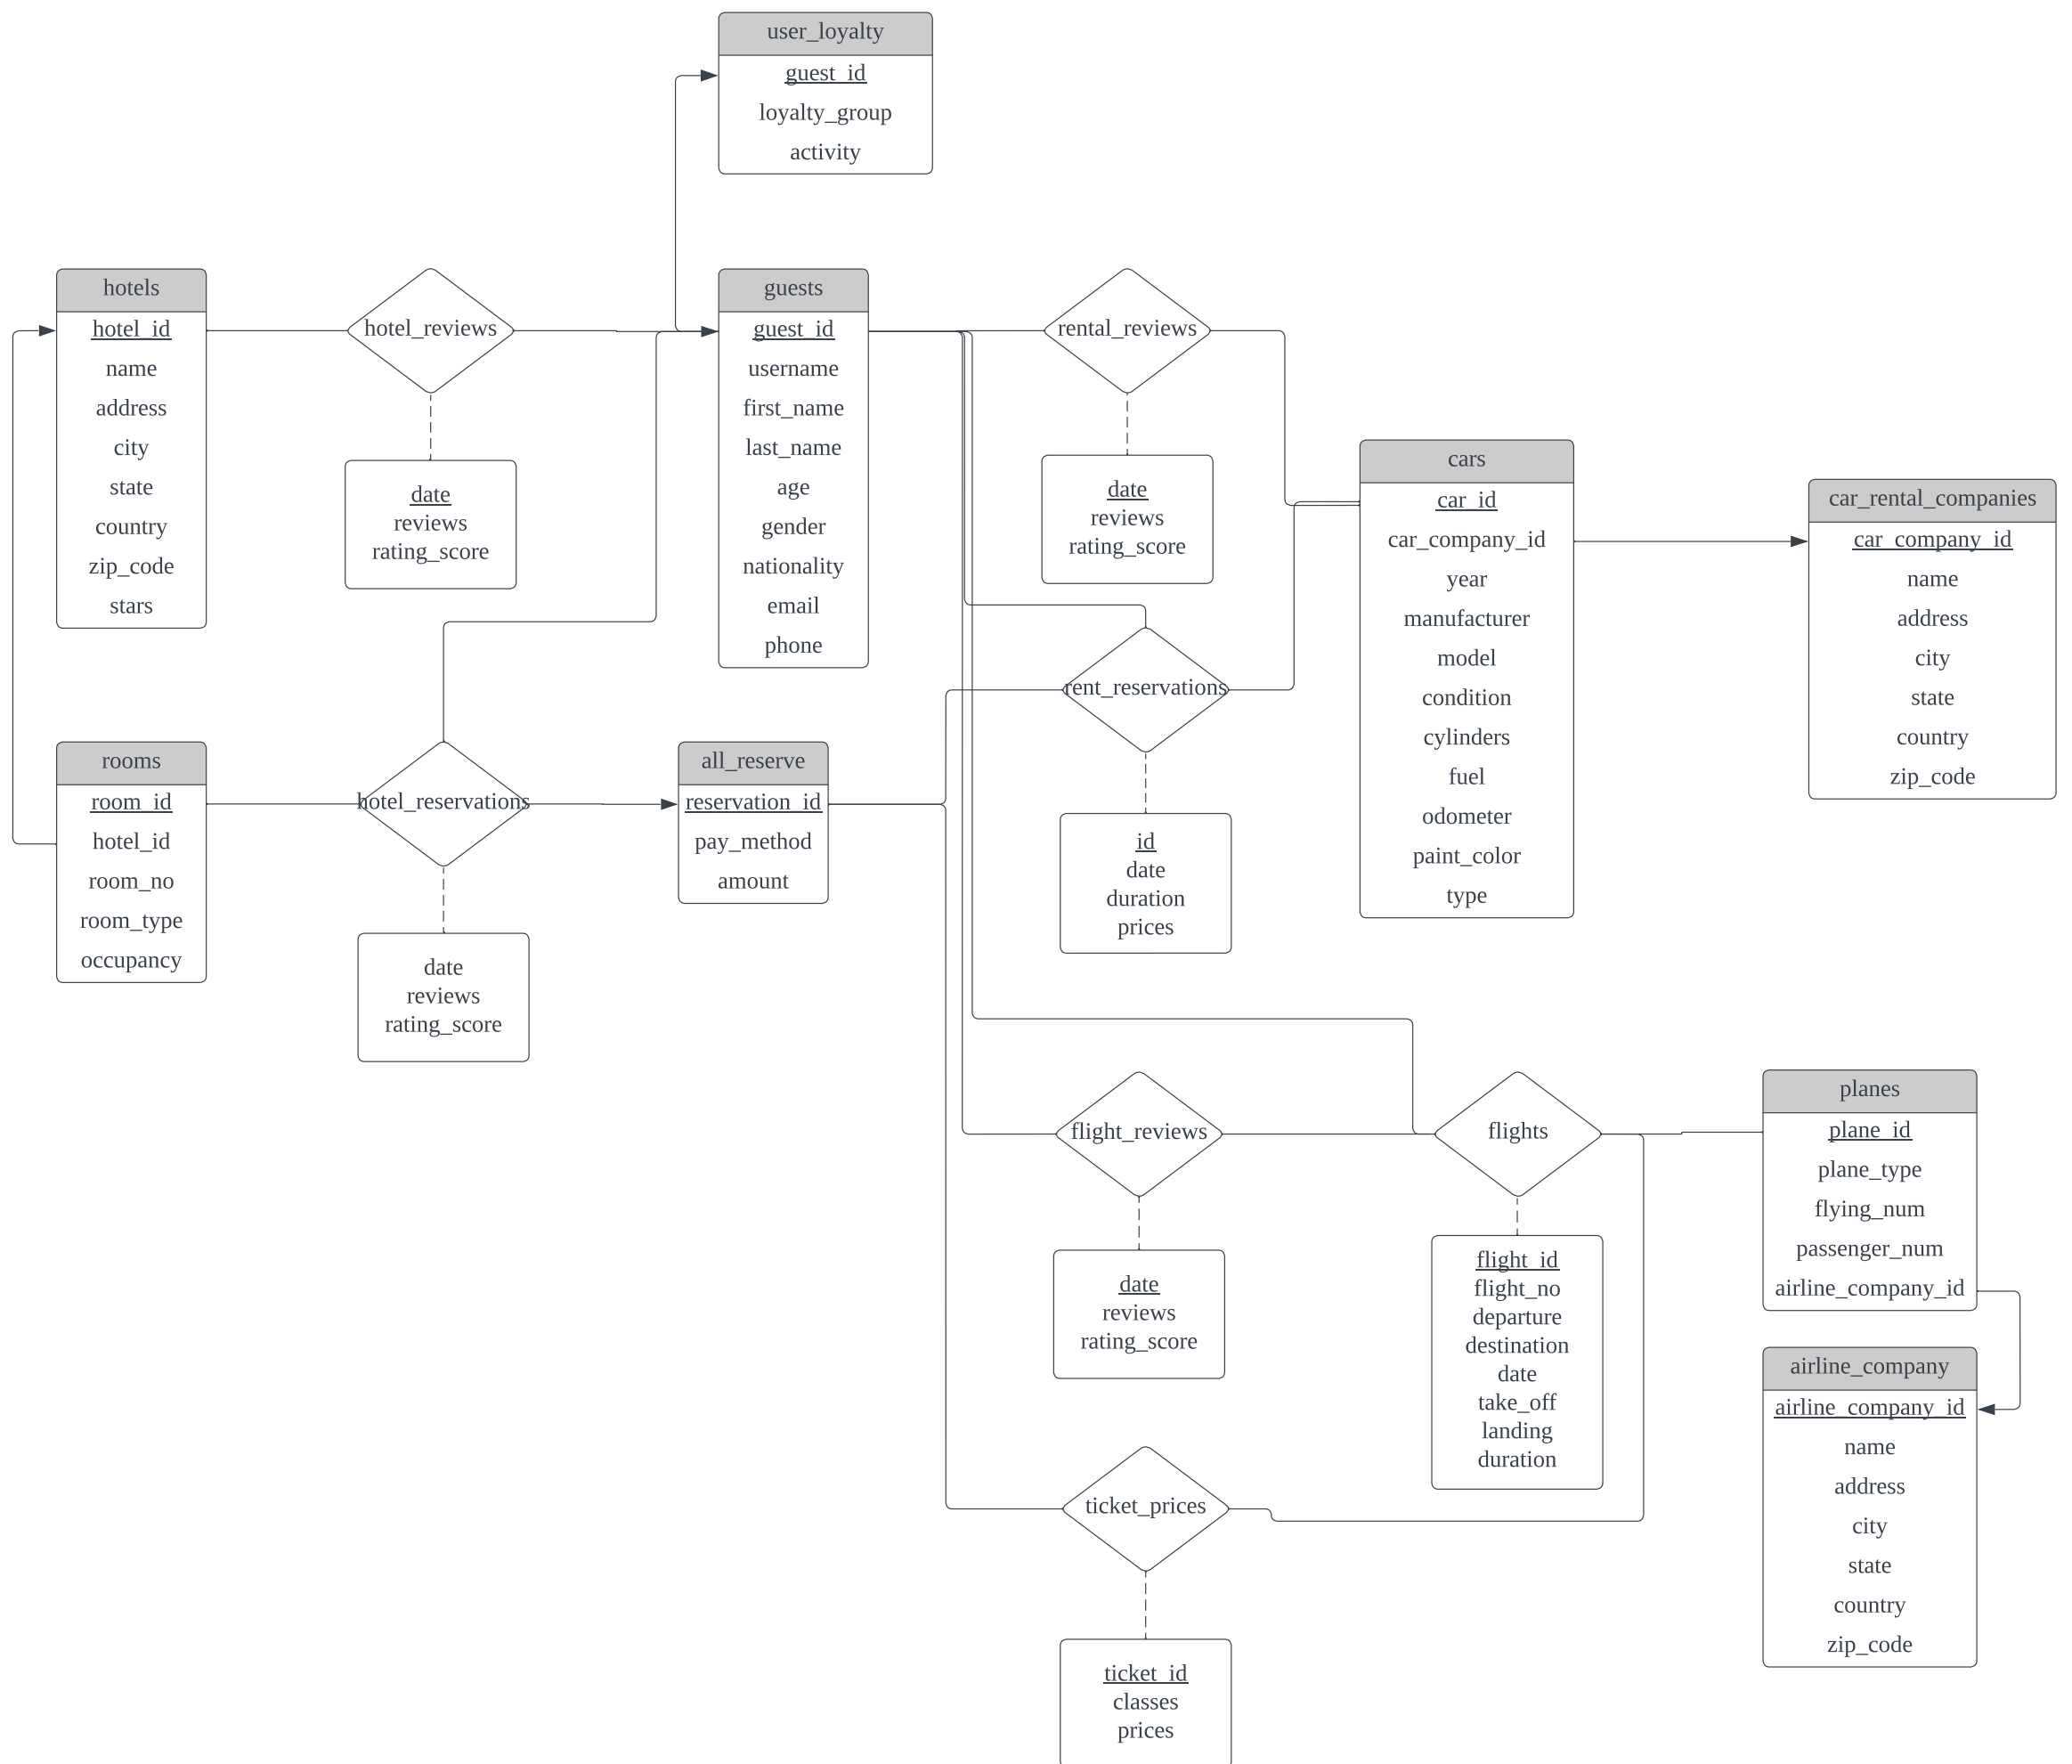 user_loyalty
guest_id
loyalty_group
activity
hotels
hotel_id
name
address
city
state
country
zip_code
stars
hotel_reviews
date
reviews
rating_score
guests
guest_id
username
first_name
last_name
age
gender
nationality
email
phone
rental_reviews
date
reviews
rating_score
cars
car_id
car_company_id
year
manufacturer
model
condition
cylinders
fuel
odometer
paint_color
type
car_rental_companies
car_company_id
name
address
city
state
country
zip_code
rooms
room_id
hotel_id
room_no
room_type
occupancy
hotel_reservations
date
reviews
rating_score
all_reserve
reservation_id
pay_method
amount
rent_reservations
id
date
duration
prices
flight_reviews
date
reviews
rating_score
flights
flight_id
flight_no
departure
destination
date
take_off
landing
duration
planes
plane_id
plane_type
flying_num
passenger_num
airline_company_id
airline_company
airline_company_id
name
address
city
state
country
zip_code
ticket_prices
ticket_id
classes
prices